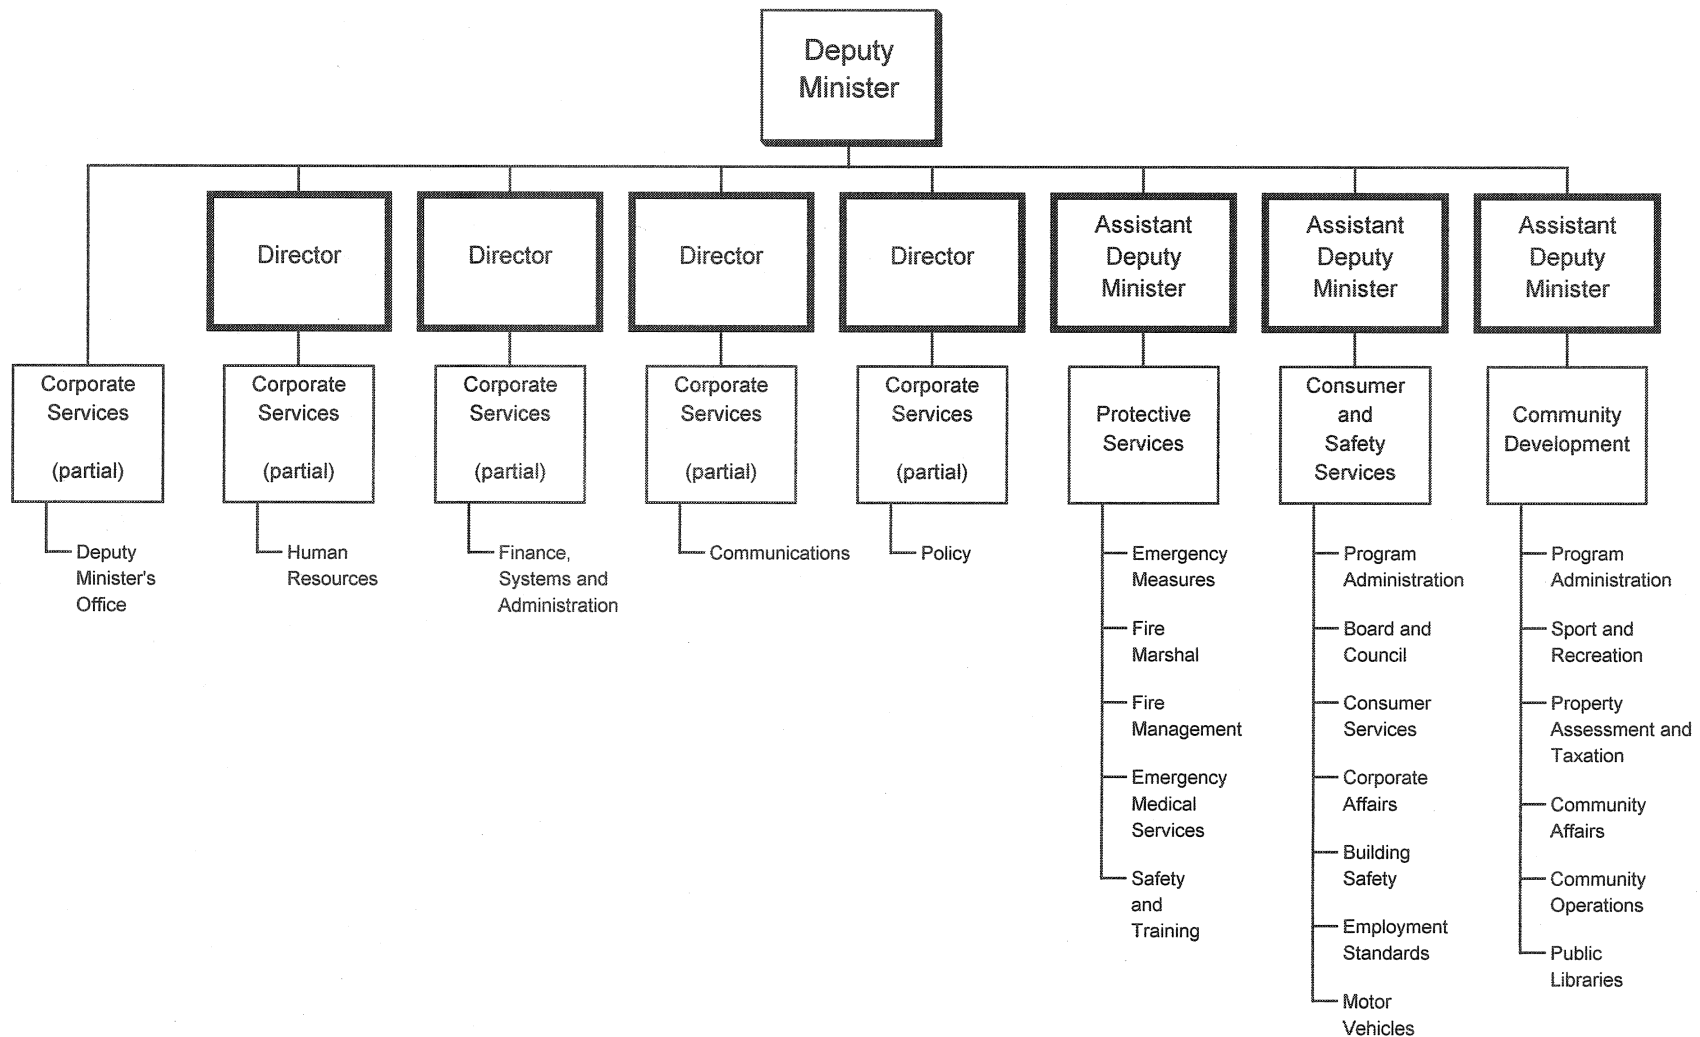 Deputy
Minister
Director
Director
Director
Director
Assistant
Deputy
Minister
Assistant
Deputy
Minister
Assistant
Deputy
Minister
Corporate
Services
(partial)
Corporate
Services
(partial)
Corporate
Services
(partial)
Corporate
Services
(partial)
Corporate
Services
(partial)
Protective
Services
Consumer
and
Safety
Services
Community
Development
Deputy
Minister's
Office
Human
Resources
Finance,
Systems and
Administration
Communications
Policy
Emergency
Measures
Fire
Marshal
Fire
Management
Emergency
Medical
Services
Safety
and
Training
Program
Administration
Board and
Council
Consumer
Services
Corporate
Affairs
Building
Safety
Employment
Standards
Motor
Vehicles
Program
Administration
Sport and
Recreation
Property
Assessment and
Taxation
Community
Affairs
Community
Operations
Public
Libraries